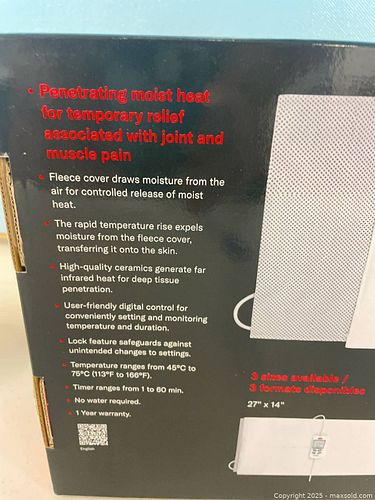 • Penetrating moist heat
for temporary relief
associated with joint and
muscle pain
• Fleece cover draws moisture from the
air for controlled release of moist
heat.
• The rapid temperature rise expels
moisture from the fleece cover,
transferring it onto the skin.
• High-quality ceramics generate far
infrared heat for deep tissue
penetration.
• User-friendly digital control for
conveniently setting and monitoring
temperature and duration.
• Lock feature safeguards against
unintended changes to settings.
• Temperature ranges from 45°C to
75°C (113°F to 166°F).
• Timer ranges from 1 to 60 min.
• No water required.
• 1 Year warranty.
English
3 sizes available /
3 formats disponibles
27" x 14"
Copyright 2025 - maxsold.com